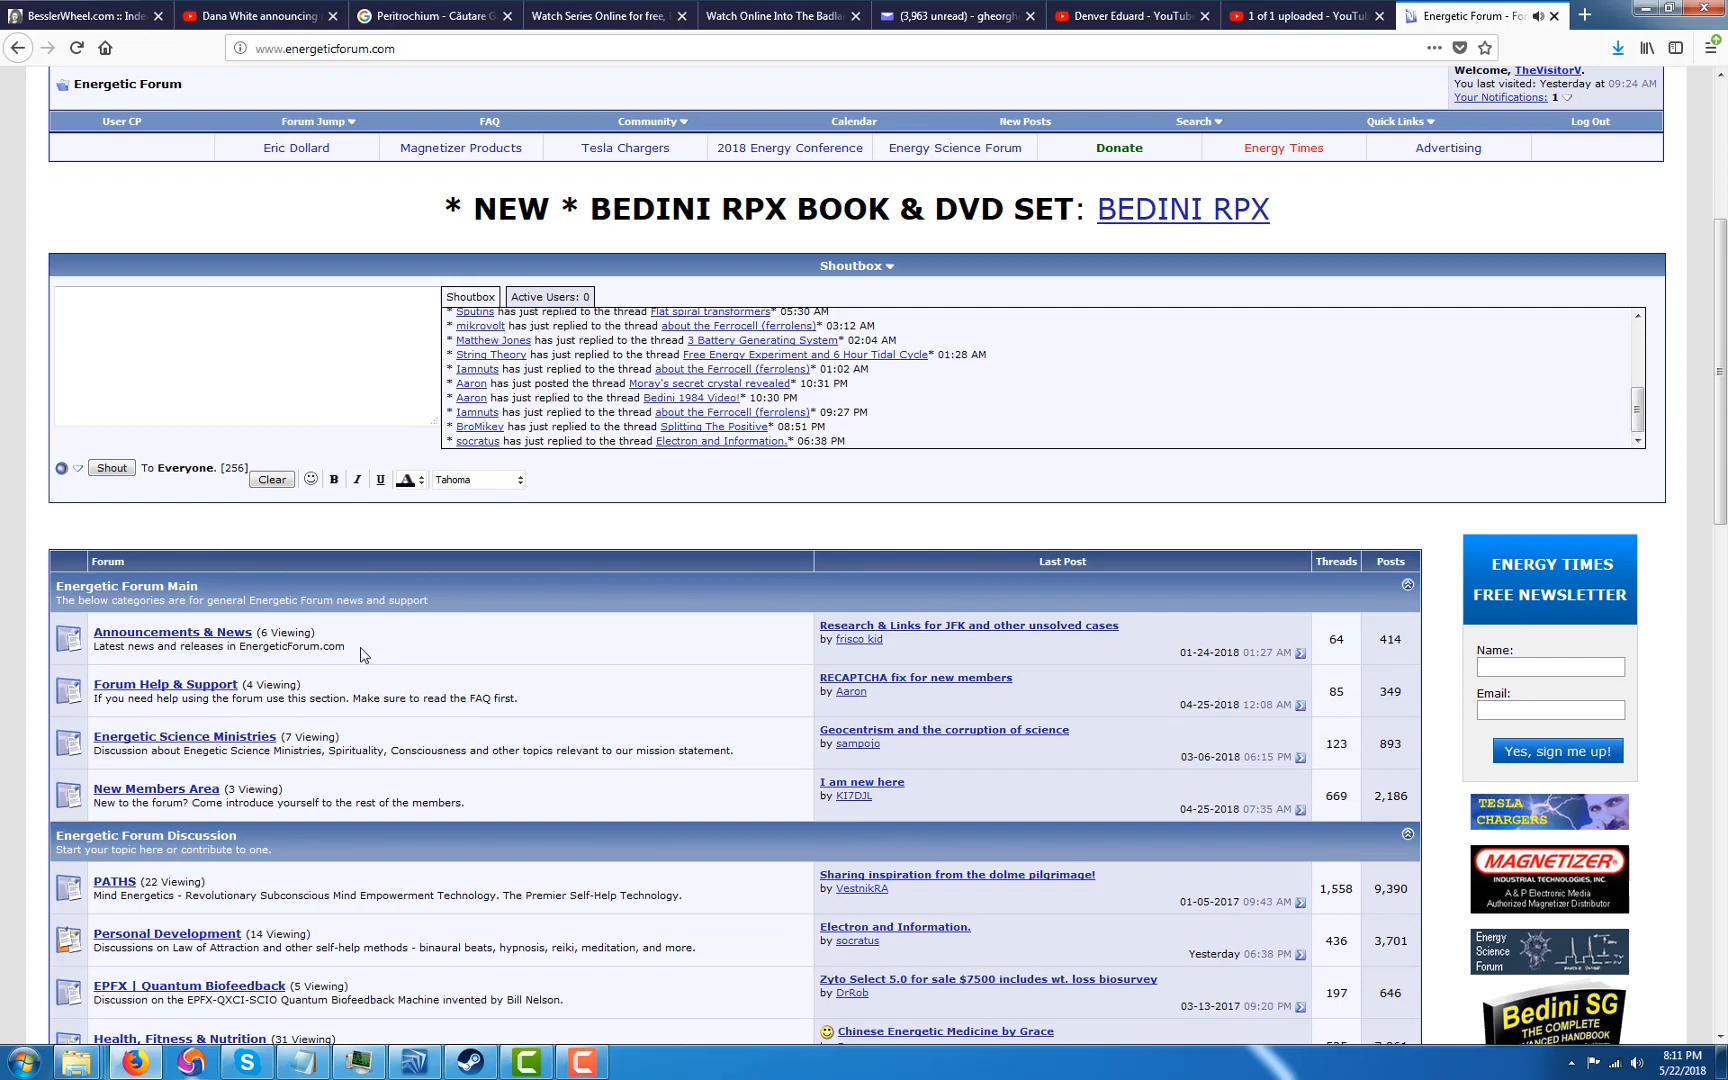 BesslerWheel.com :: Inde
Dana White announcing
Peritrochium - Căutare G
Watch Series Online for free,
Watch Online Into The Badla
(3,963 unread) - gheorghe
Denver Eduard - YouTube
1 of 1 uploaded - YouTube
Energetic Forum - For
www.energeticforum.com
Energetic Forum
Welcome, TheVisitorV.
You last visited: Yesterday at 09:24 AM
Your Notifications: 1
User CP
Forum Jump
FAQ
Community
Calendar
New Posts
Search
Quick Links
Log Out
Eric Dollard
Magnetizer Products
Tesla Chargers
2018 Energy Conference
Energy Science Forum
Donate
Energy Times
Advertising
* NEW * BEDINI RPX BOOK & DVD SET: BEDINI RPX
Shoutbox
Shoutbox
Active Users: 0
* Sputins has just replied to the thread Flat spiral transformers* 05:30 AM
* mikrovolt has just replied to the thread about the Ferrocell (ferrolens)* 03:12 AM
* Matthew Jones has just replied to the thread 3 Battery Generating System* 02:04 AM
* String Theory has just replied to the thread Free Energy Experiment and 6 Hour Tidal Cycle* 01:28 AM
* Iamnuts has just replied to the thread about the Ferrocell (ferrolens)* 01:02 AM
* Aaron has just posted the thread Moray's secret crystal revealed* 10:31 PM
* Aaron has just replied to the thread Bedini 1984 Video!* 10:30 PM
* Iamnuts has just replied to the thread about the Ferrocell (ferrolens)* 09:27 PM
* BroMikey has just replied to the thread Splitting The Positive* 08:51 PM
* socratus has just replied to the thread Electron and Information.* 06:38 PM
Shout To Everyone. [256]
Clear
B I U A Tahoma
Forum
Last Post
Threads
Posts
Energetic Forum Main
The below categories are for general Energetic Forum news and support
Announcements & News (6 Viewing)
Latest news and releases in EnergeticForum.com
Research & Links for JFK and other unsolved cases
by frisco kid
01-24-2018 01:27 AM
64
414
Forum Help & Support (4 Viewing)
If you need help using the forum use this section. Make sure to read the FAQ first.
RECAPTCHA fix for new members
by Aaron
04-25-2018 12:08 AM
85
349
Energetic Science Ministries (7 Viewing)
Discussion about Enegetic Science Ministries, Spirituality, Consciousness and other topics relevant to our mission statement.
Geocentrism and the corruption of science
by sampojo
03-06-2018 06:15 PM
123
893
New Members Area (3 Viewing)
New to the forum? Come introduce yourself to the rest of the members.
I am new here
by KI7DJL
04-25-2018 07:35 AM
669
2,186
Energetic Forum Discussion
Start your topic here or contribute to one.
PATHS (22 Viewing)
Mind Energetics - Revolutionary Subconscious Mind Empowerment Technology. The Premier Self-Help Technology.
Sharing inspiration from the dolme pilgrimage!
by VestnikRA
01-05-2017 09:43 AM
1,558
9,390
Personal Development (14 Viewing)
Discussions on Law of Attraction and other self-help methods - binaural beats, hypnosis, reiki, meditation, and more.
Electron and Information.
by socratus
Yesterday 06:38 PM
436
3,701
EPFX | Quantum Biofeedback (5 Viewing)
Discussion on the EPFX-QXCI-SCIO Quantum Biofeedback Machine invented by Bill Nelson.
Zyto Select 5.0 for sale $7500 includes wt. loss biosurvey
by DrRob
03-13-2017 09:20 PM
197
646
Health, Fitness & Nutrition (31 Viewing)
Chinese Energetic Medicine by Grace
ENERGY TIMES
FREE NEWSLETTER
Name:
Email:
Yes, sign me up!
TESLA
CHARGERS
MAGNETIZER
INDUSTRIAL TECHNOLOGIES, INC.
A & P Electronic Media
Authorized Magnetizer Distributor
Energy
Science
Forum
Bedini SG
THE COMPLETE
ADVANCED HANDBOOK
8:11 PM
5/22/2018